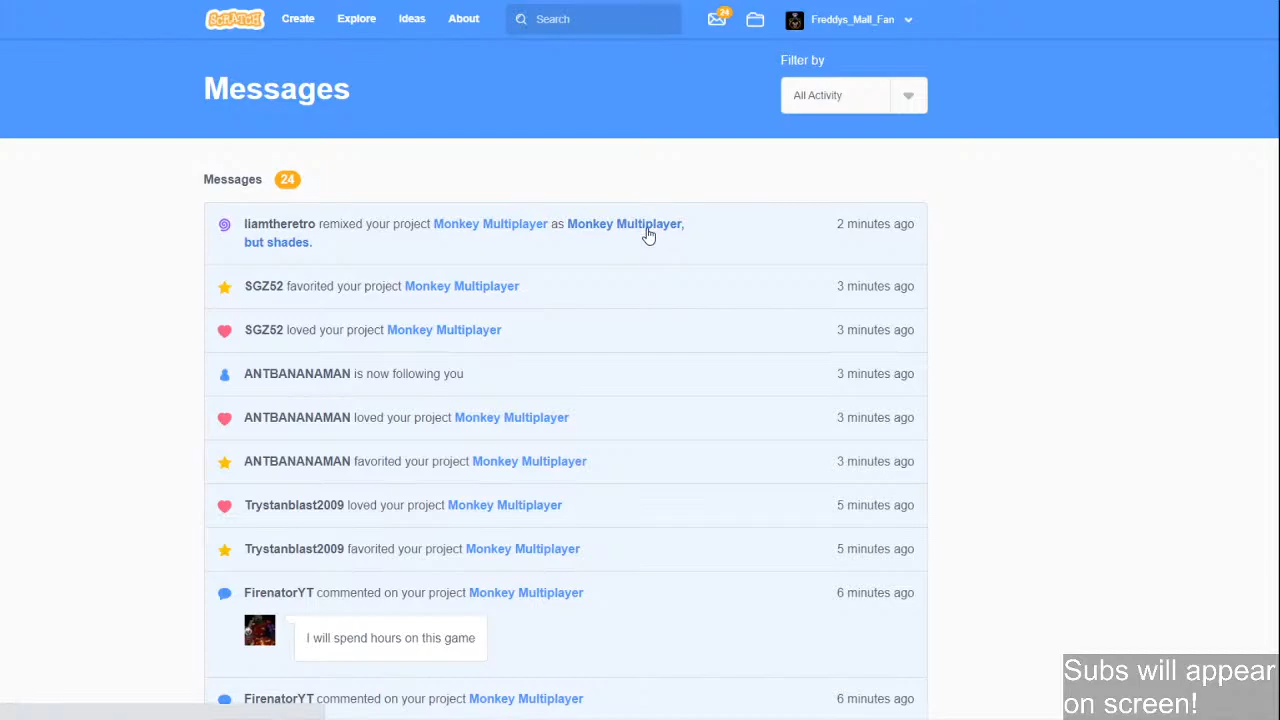 SCRATCH Create Explore Ideas About Search 24 Freddys_Mall_Fan
Filter by
Messages
All Activity
Messages 24
liamtheretro remixed your project Monkey Multiplayer as Monkey Multiplayer, 2 minutes ago
but shades.
SGZ52 favorited your project Monkey Multiplayer 3 minutes ago
SGZ52 loved your project Monkey Multiplayer 3 minutes ago
ANTBANANAMAN is now following you 3 minutes ago
ANTBANANAMAN loved your project Monkey Multiplayer 3 minutes ago
ANTBANANAMAN favorited your project Monkey Multiplayer 3 minutes ago
Trystanblast2009 loved your project Monkey Multiplayer 5 minutes ago
Trystanblast2009 favorited your project Monkey Multiplayer 5 minutes ago
FirenatorYT commented on your project Monkey Multiplayer 6 minutes ago
I will spend hours on this game
FirenatorYT commented on your project Monkey Multiplayer 6 minutes ago
Subs will appear
on screen!